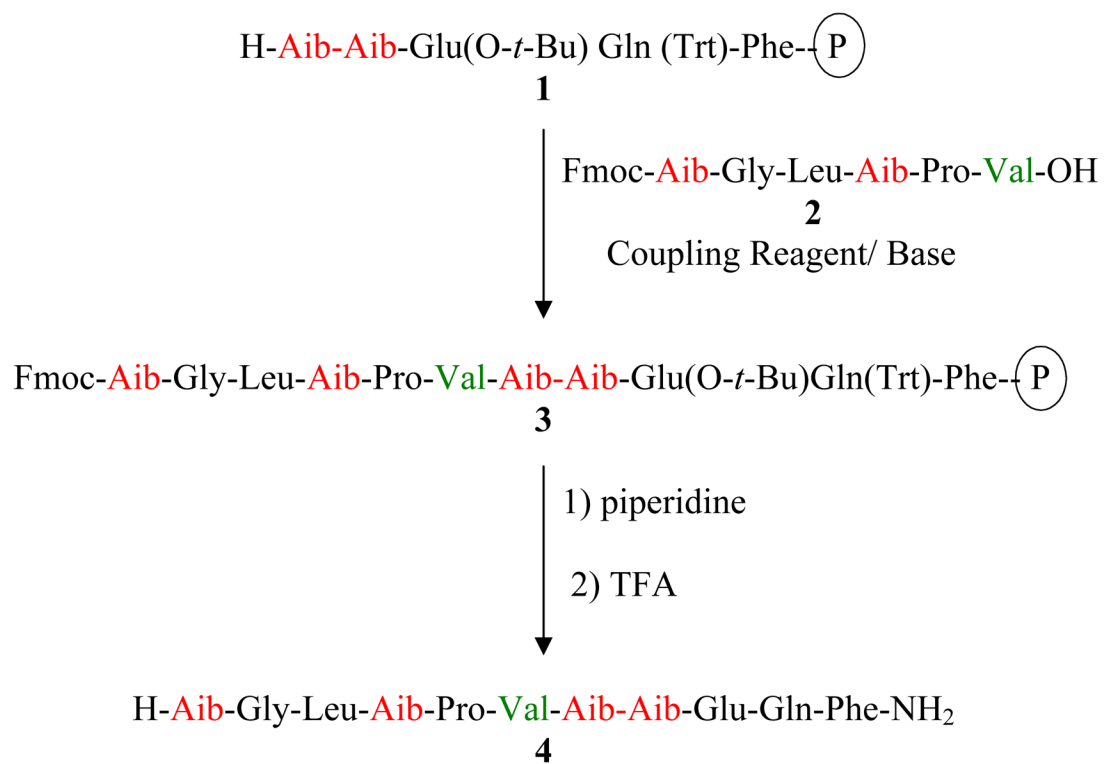 H-Aib-Aib-Glu(O-t-Bu) Gln (Trt)-Phe--P
1
Fmoc-Aib-Gly-Leu-Aib-Pro-Val-OH
2
Coupling Reagent/ Base
Fmoc-Aib-Gly-Leu-Aib-Pro-Val-Aib-Aib-Glu(O-t-Bu)Gln(Trt)-Phe--P
3
1) piperidine
2) TFA
H-Aib-Gly-Leu-Aib-Pro-Val-Aib-Aib-Glu-Gln-Phe-NH₂
4